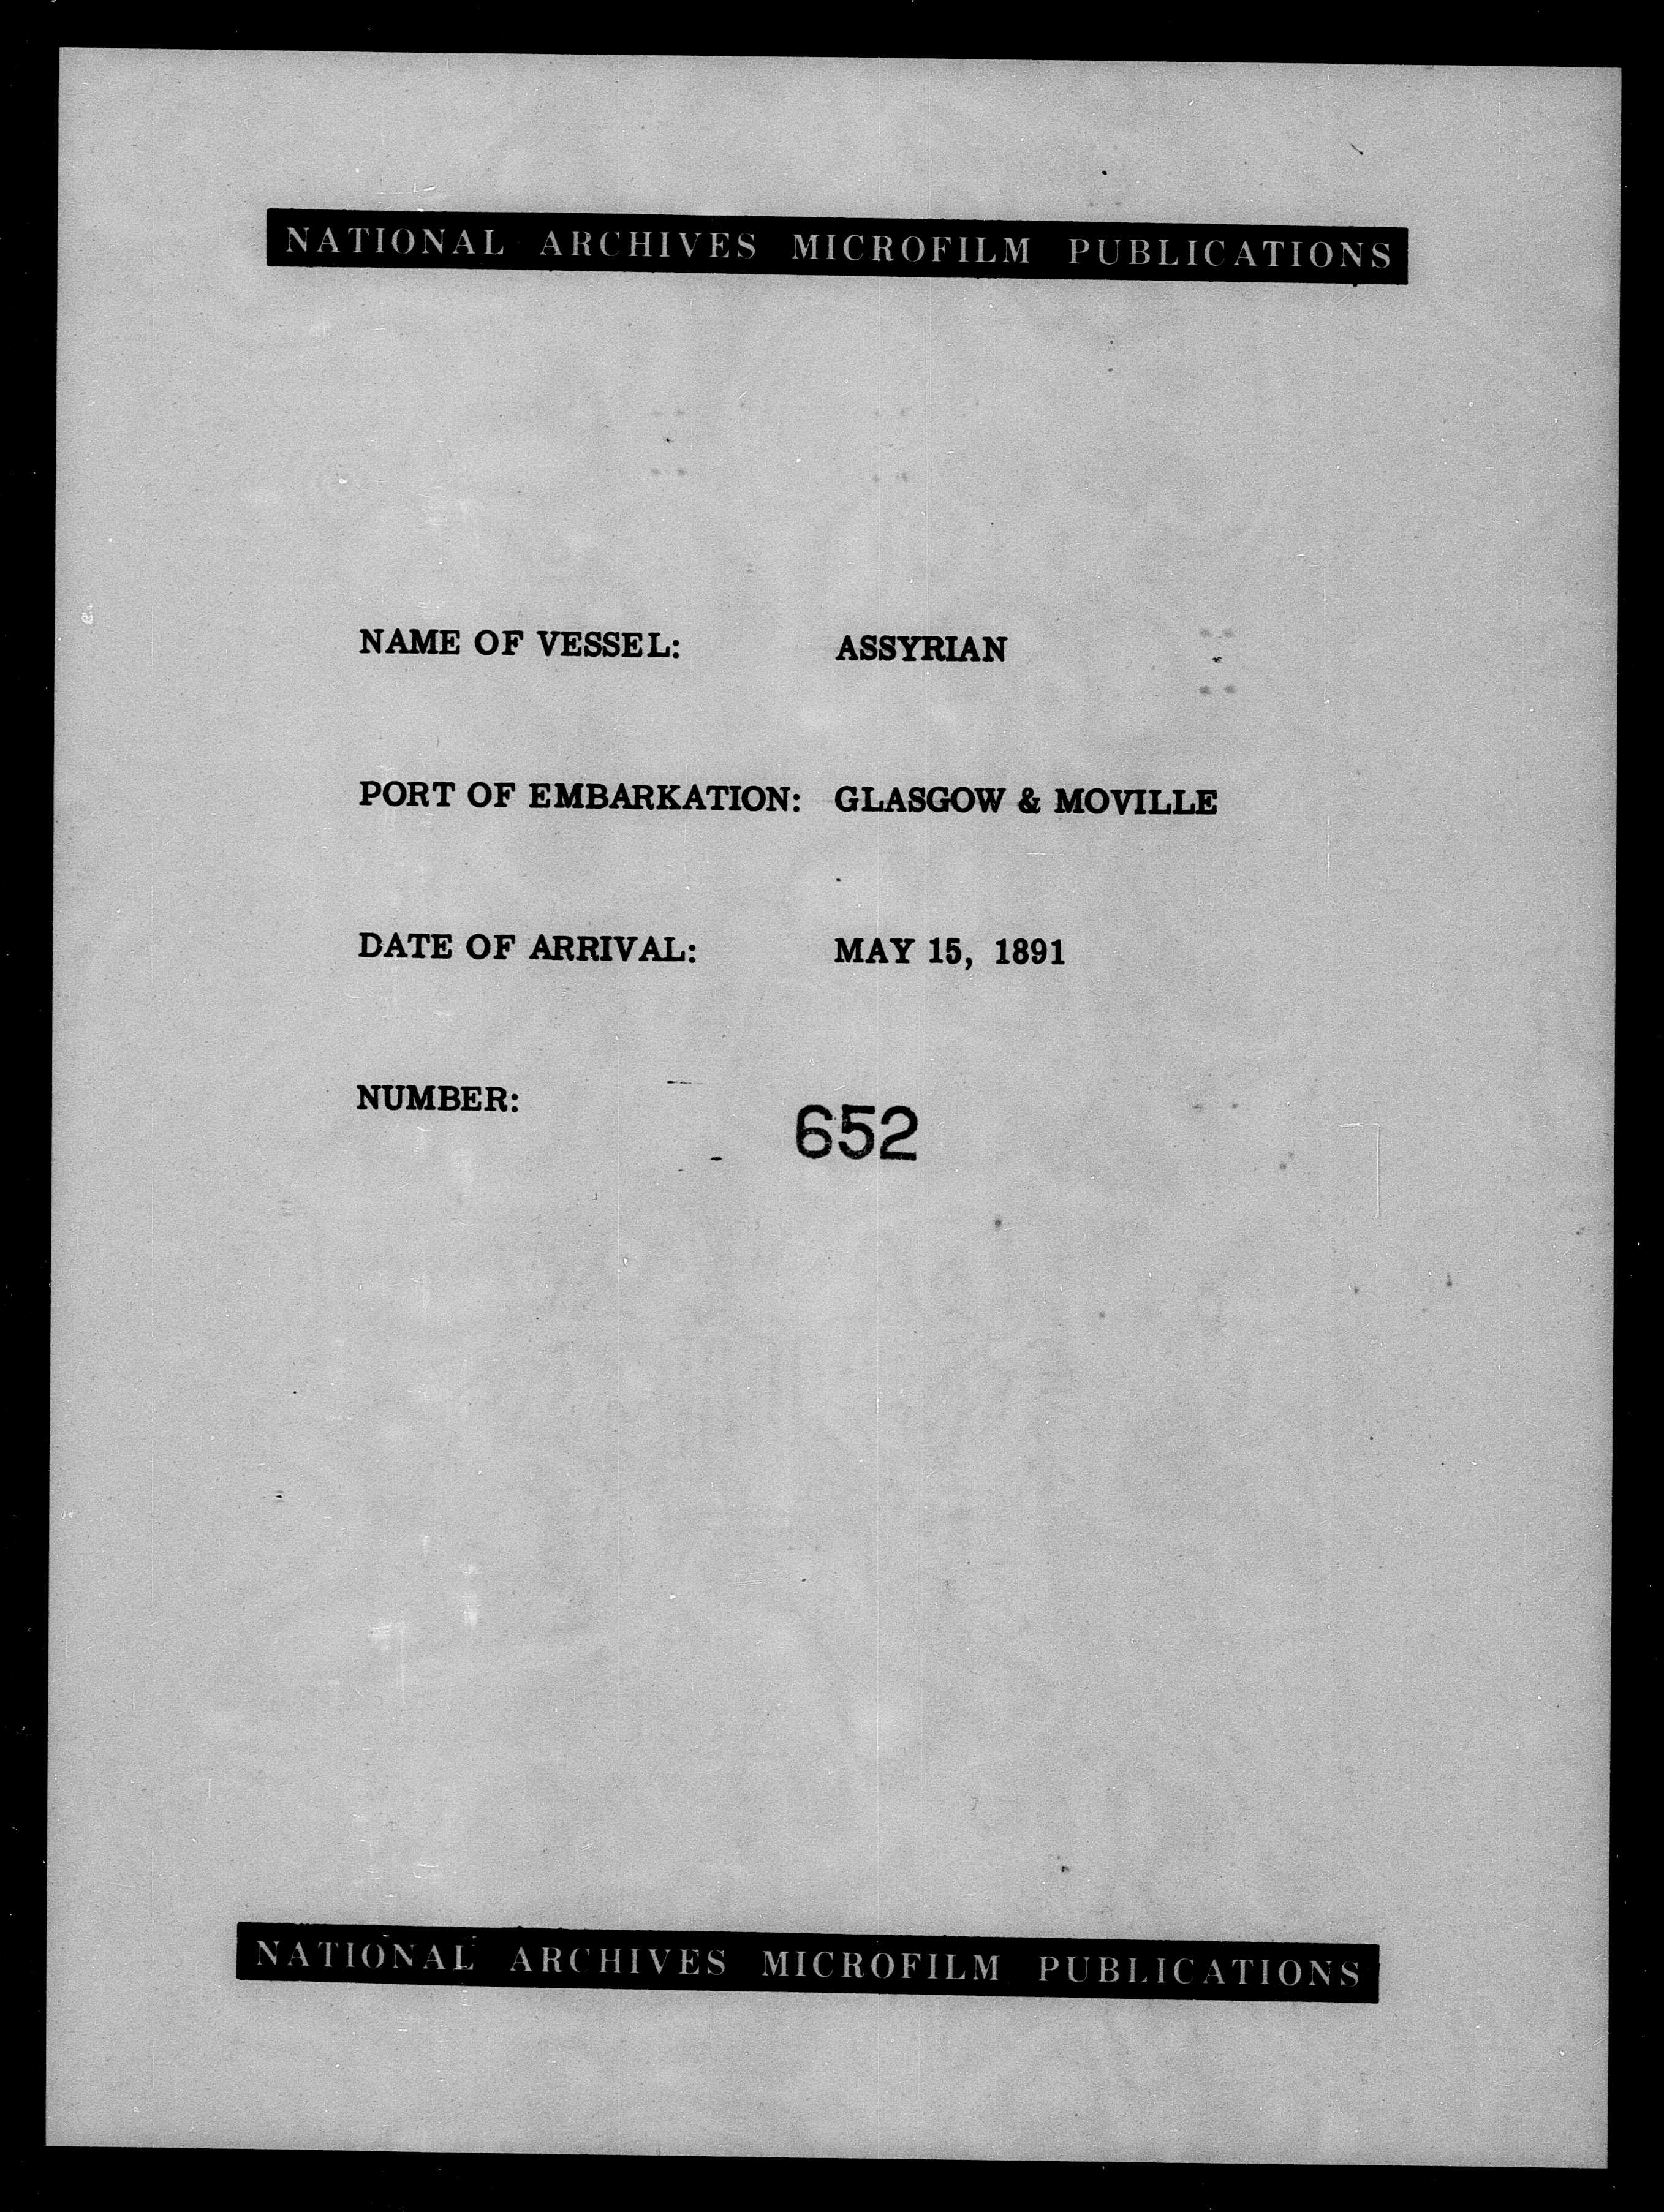 NATIONAL ARCHIVES MICROFILM PUBLICATIONS
NAME OF VESSEL: ASSYRIAN
PORT OF EMBARKATION: GLASGOW & MOVILLE
DATE OF ARRIVAL: MAY 15, 1891
NUMBER: 652
NATIONAL ARCHIVES MICROFILM PUBLICATIONS